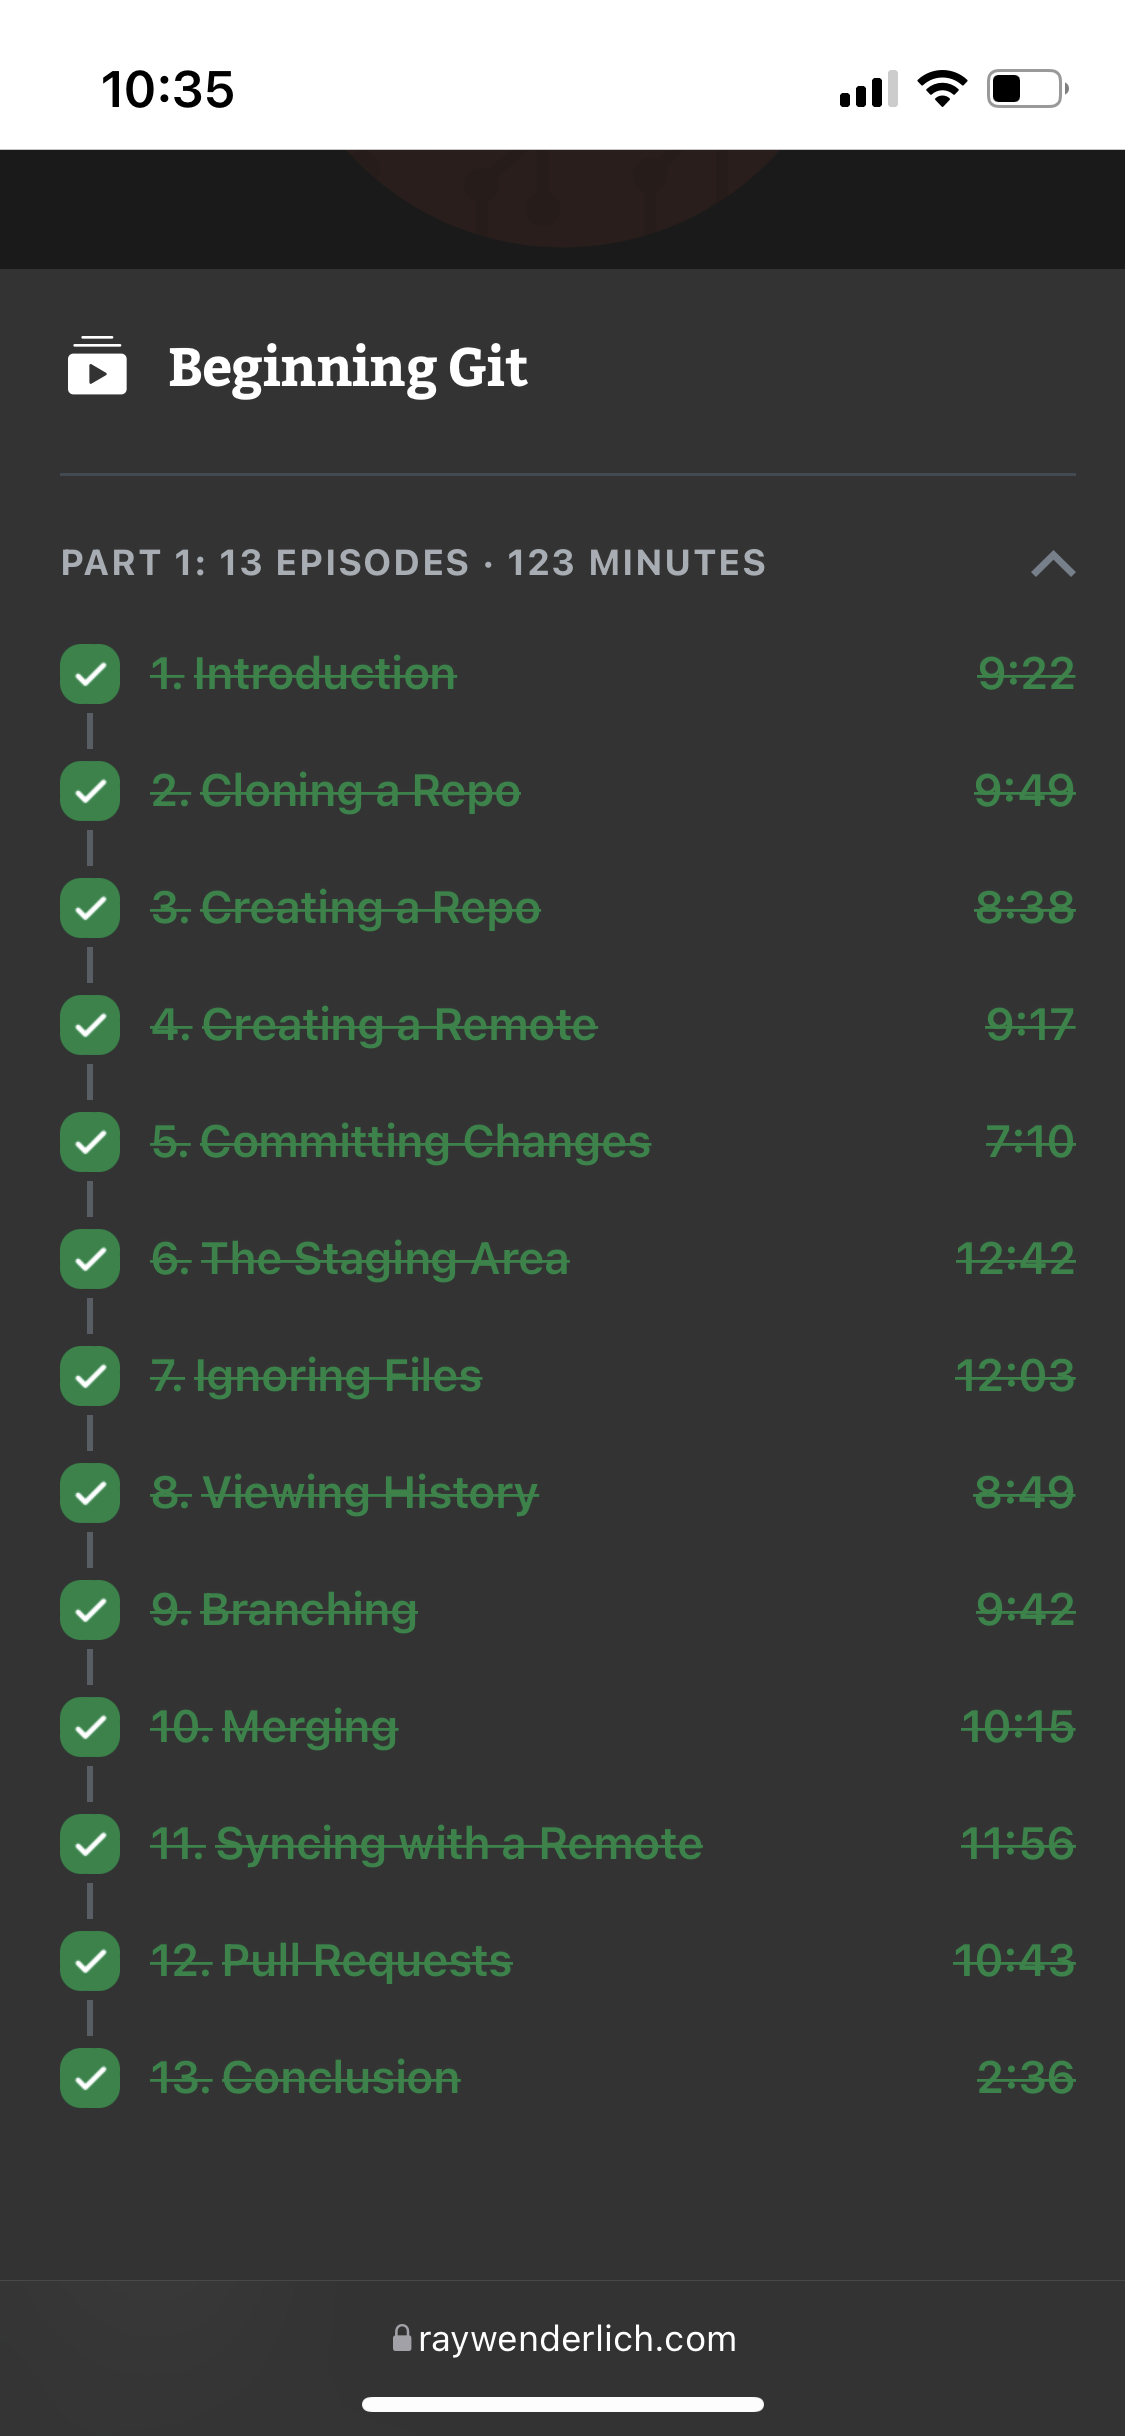 10:35
Beginning Git
PART 1: 13 EPISODES · 123 MINUTES
1. Introduction 9:22
2. Cloning a Repo 9:49
3. Creating a Repo 8:38
4. Creating a Remote 9:17
5. Committing Changes 7:10
6. The Staging Area 12:42
7. Ignoring Files 12:03
8. Viewing History 8:49
9. Branching 9:42
10. Merging 10:15
11. Syncing with a Remote 11:56
12. Pull Requests 10:43
13. Conclusion 2:36
raywenderlich.com